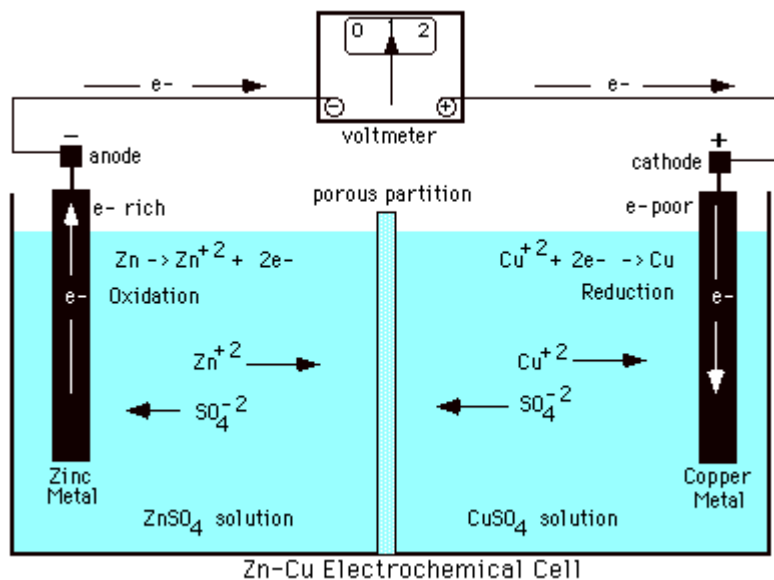 0 1 2
e-
e-
⊖ ⊕
voltmeter
− +
anode
cathode
porous partition
e- rich
e-poor
Zn -> Zn+2 + 2e-
Cu+2 + 2e- -> Cu
e- Oxidation
Reduction e-
Zn+2
Cu+2
SO4-2
SO4-2
Zinc
Metal
Copper
Metal
ZnSO4 solution
CuSO4 solution
Zn-Cu Electrochemical Cell